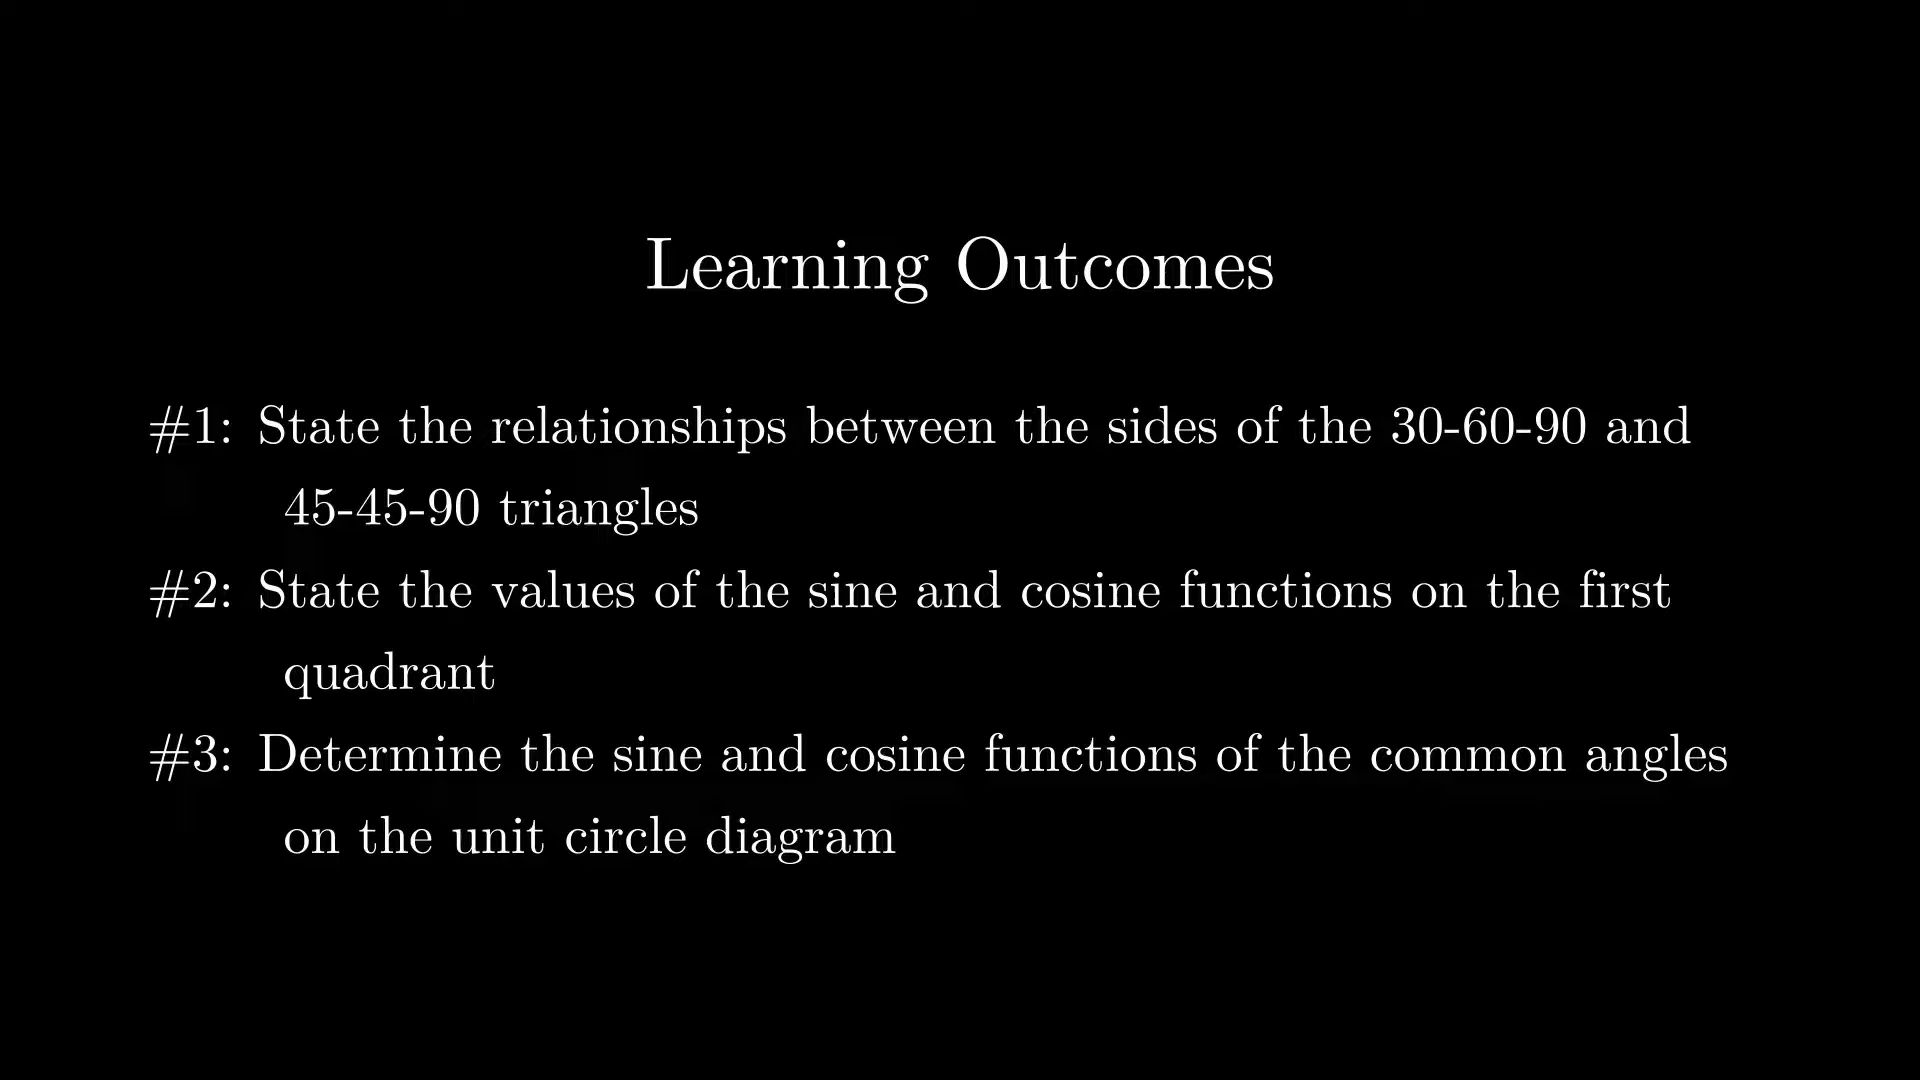 Learning Outcomes
#1: State the relationships between the sides of the 30-60-90 and
45-45-90 triangles
#2: State the values of the sine and cosine functions on the first
quadrant
#3: Determine the sine and cosine functions of the common angles
on the unit circle diagram